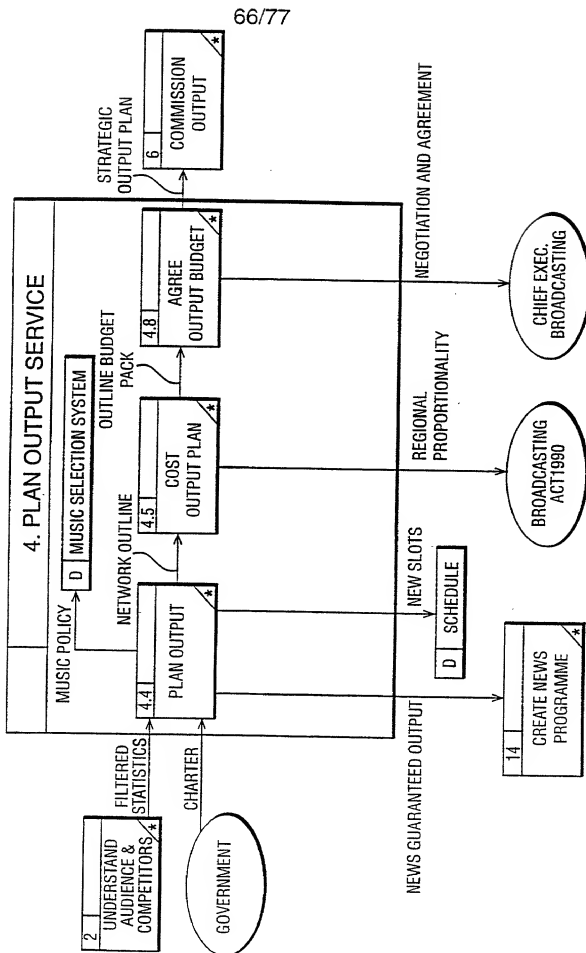 66/77
4. PLAN OUTPUT SERVICE
MUSIC POLICY
D MUSIC SELECTION SYSTEM
2
UNDERSTAND
AUDIENCE &
COMPETITORS
*
FILTERED
STATISTICS
GOVERNMENT
CHARTER
4.4
PLAN OUTPUT
*
NETWORK OUTLINE
4.5
COST
OUTPUT PLAN
*
OUTLINE BUDGET
PACK
4.8
AGREE
OUTPUT BUDGET
*
STRATEGIC
OUTPUT PLAN
6
COMMISSION
OUTPUT
*
NEWS GUARANTEED OUTPUT
NEW SLOTS
REGIONAL
PROPORTIONALITY
NEGOTIATION AND AGREEMENT
14
CREATE NEWS
PROGRAMME
*
D SCHEDULE
BROADCASTING
ACT1990
CHIEF EXEC.
BROADCASTING